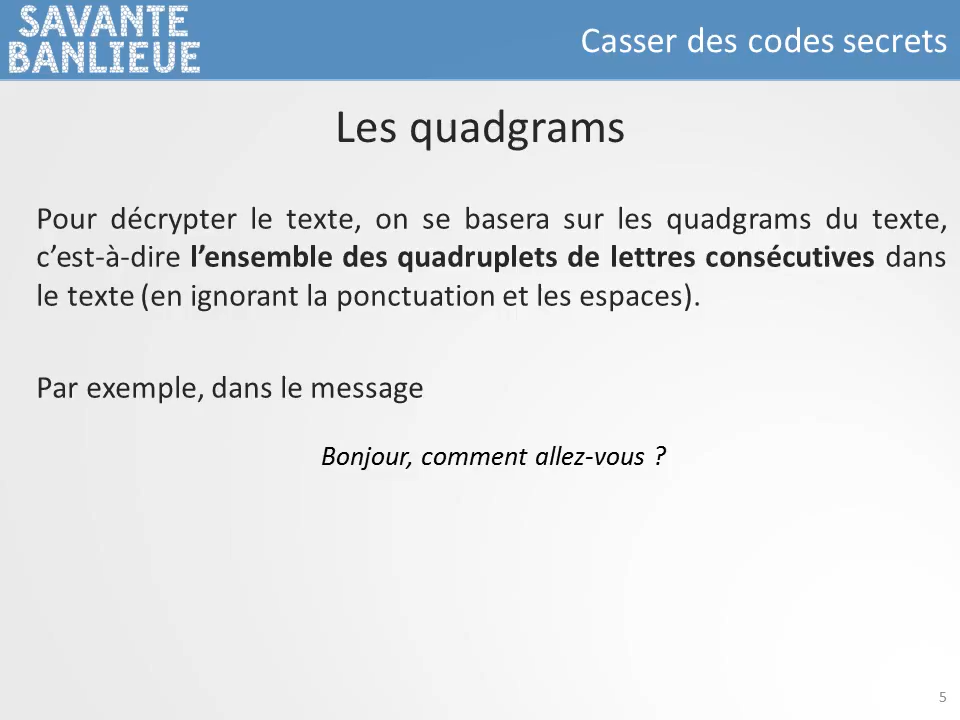 SAVANTE
BANLIEUE
Casser des codes secrets
Les quadgrams
Pour décrypter le texte, on se basera sur les quadgrams du texte,
c’est-à-dire l’ensemble des quadruplets de lettres consécutives dans
le texte (en ignorant la ponctuation et les espaces).
Par exemple, dans le message
Bonjour, comment allez-vous ?
5